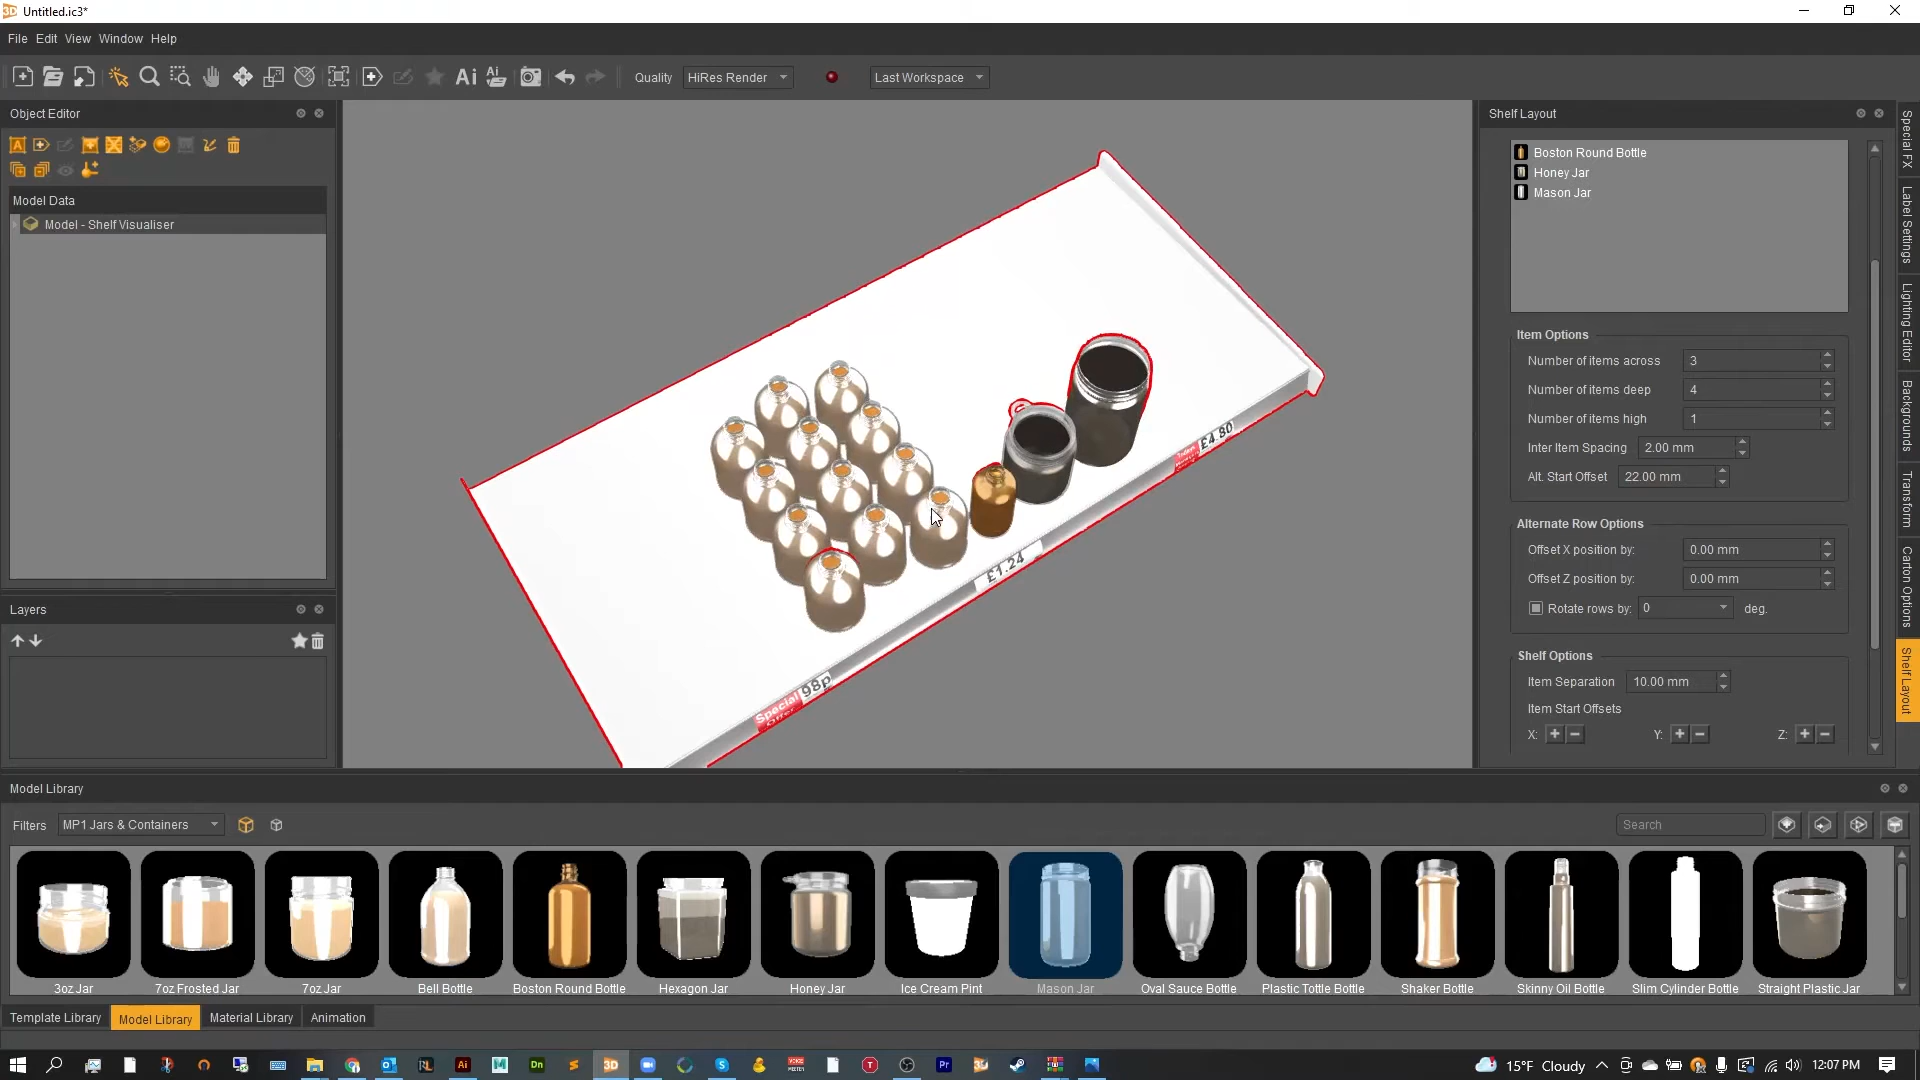 Untitled.ic3*
File Edit View Window Help
Ai Ai Quality HiRes Render Last Workspace
Object Editor
Model Data
Model - Shelf Visualiser
Layers
£4.80
£1.24
Special Offer 98p
Shelf Layout
Boston Round Bottle
Honey Jar
Mason Jar
Item Options
Number of items across 3
Number of items deep 4
Number of items high 1
Inter Item Spacing 2.00 mm
Alt. Start Offset 22.00 mm
Alternate Row Options
Offset X position by: 0.00 mm
Offset Z position by: 0.00 mm
Rotate rows by: 0 deg.
Shelf Options
Item Separation 10.00 mm
Item Start Offsets
X: + - Y: + - Z: + -
Special FX
Label Settings
Lighting Editor
Backgrounds
Transform
Carton Options
Shelf Layout
Model Library
Filters MP1 Jars & Containers Search
3oz Jar 7oz Frosted Jar 7oz Jar Bell Bottle Boston Round Bottle Hexagon Jar Honey Jar Ice Cream Pint Mason Jar Oval Sauce Bottle Plastic Tottle Bottle Shaker Bottle Skinny Oil Bottle Slim Cylinder Bottle Straight Plastic Jar
Template Library Model Library Material Library Animation
15°F Cloudy 12:07 PM